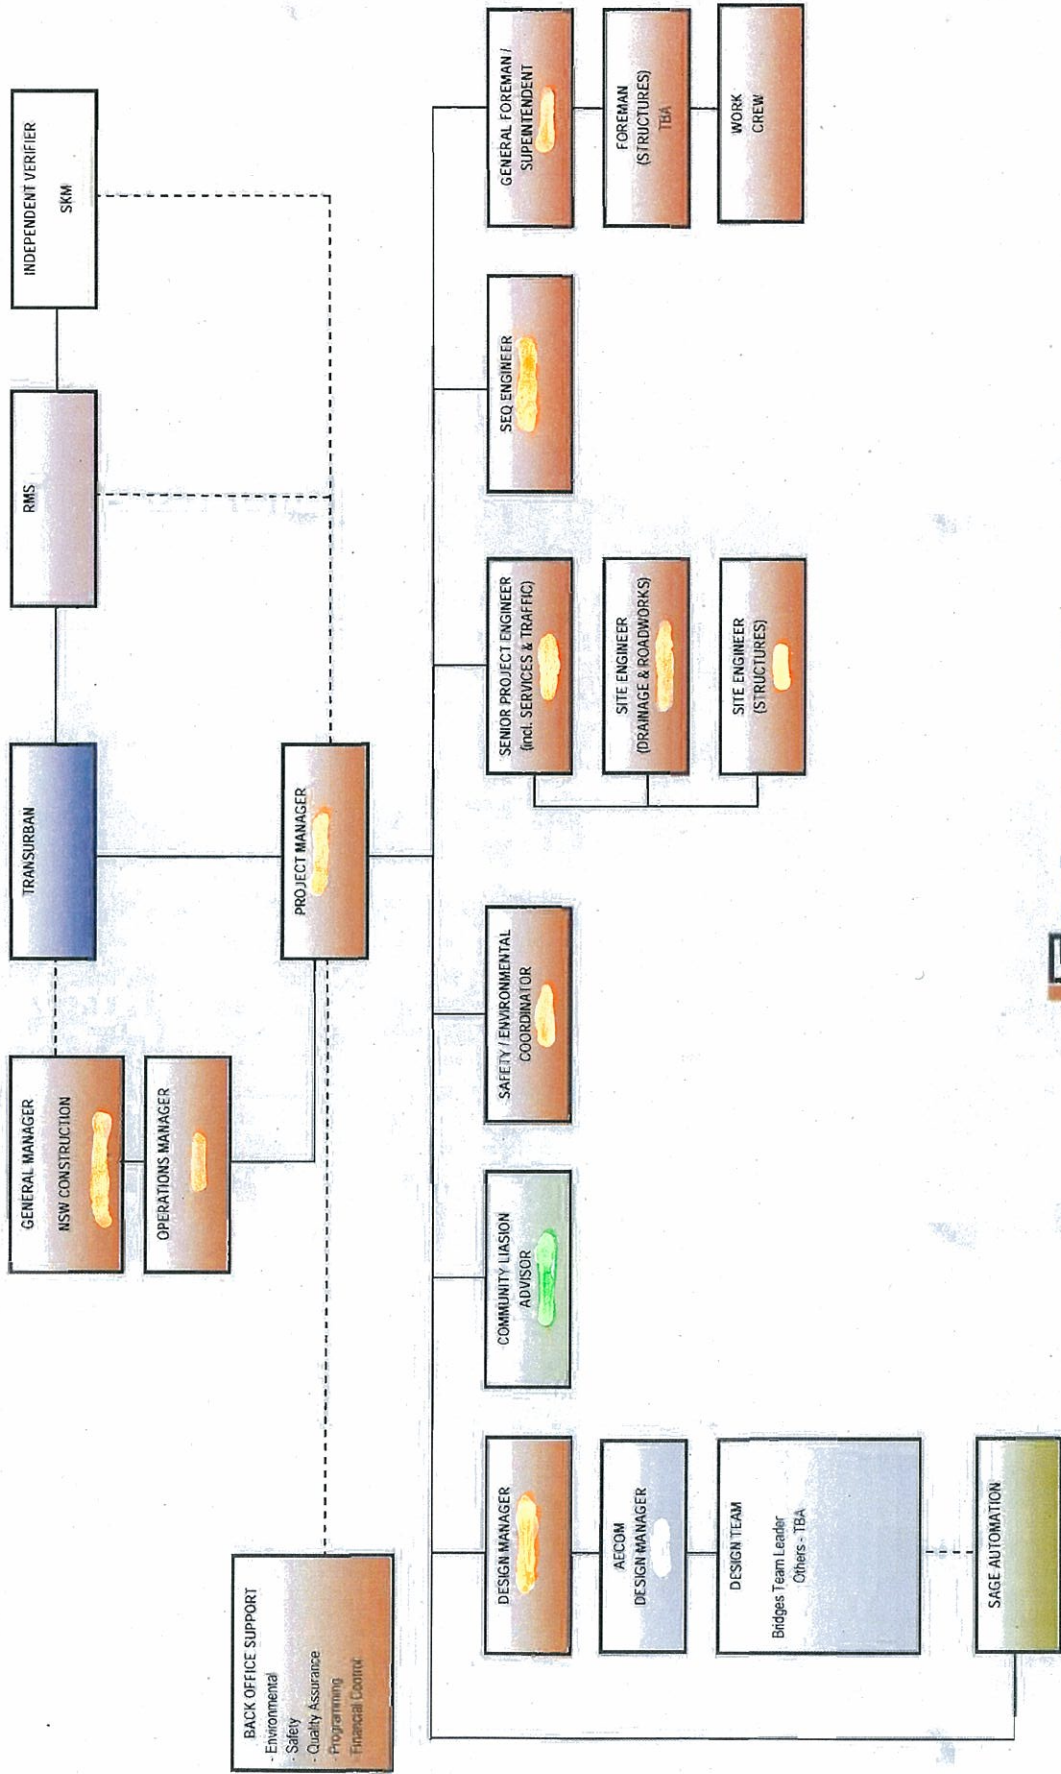 GENERAL MANAGER
NSW CONSTRUCTION
OPERATIONS MANAGER
TRANSURBAN
RMS
INDEPENDENT VERIFIER
SKM
BACK OFFICE SUPPORT
- Environmental
- Safety
- Quality Assurance
- Programming
- Financial Control
PROJECT MANAGER
DESIGN MANAGER
AECOM
DESIGN MANAGER
DESIGN TEAM
Bridges Team Leader
Others - TBA
SAGE AUTOMATION
COMMUNITY LIASION
ADVISOR
SAFETY / ENVIRONMENTAL
COORDINATOR
SENIOR PROJECT ENGINEER
(incl. SERVICES & TRAFFIC)
SITE ENGINEER
(DRAINAGE & ROADWORKS)
SITE ENGINEER
(STRUCTURES)
SEQ ENGINEER
GENERAL FOREMAN /
SUPEINTENDENT
FOREMAN
(STRUCTURES)
TBA
WORK
CREW